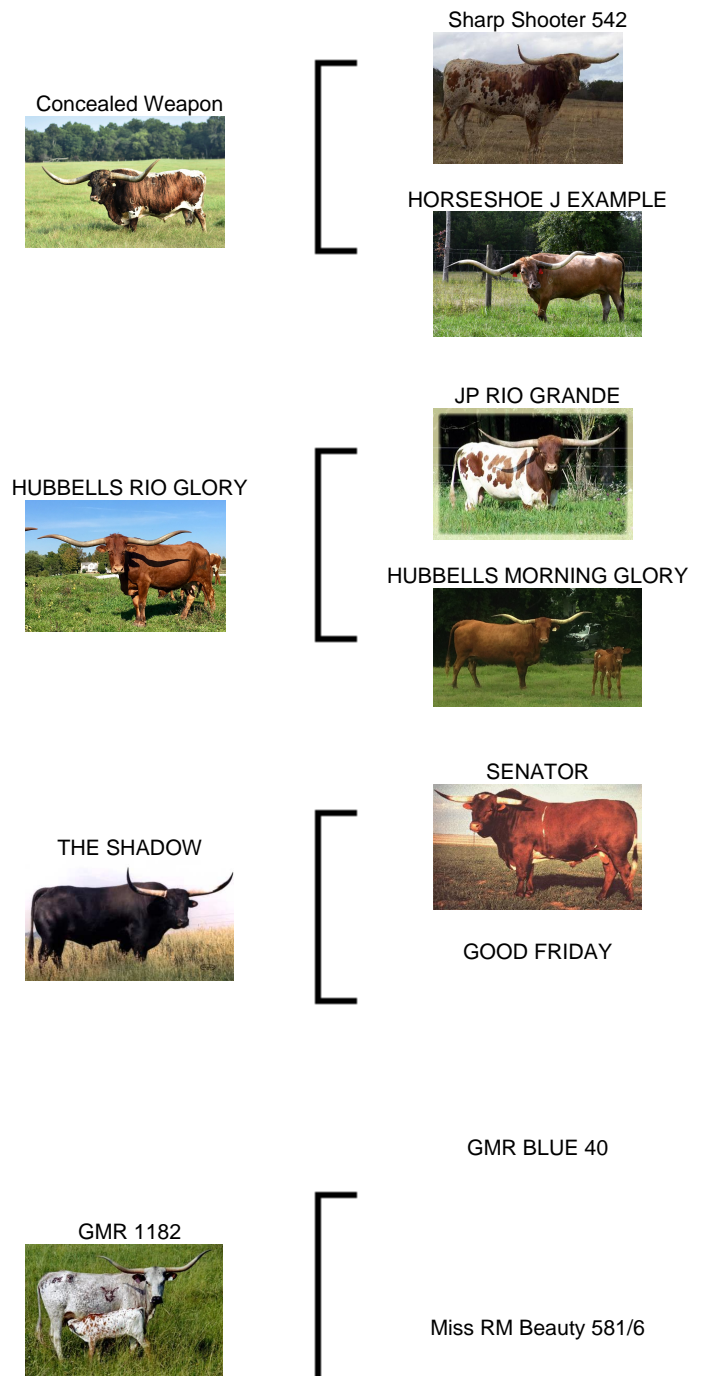 Sharp Shooter 542
Concealed Weapon
HORSESHOE J EXAMPLE
JP RIO GRANDE
HUBBELLS RIO GLORY
HUBBELLS MORNING GLORY
SENATOR
THE SHADOW
GOOD FRIDAY
GMR BLUE 40
GMR 1182
Miss RM Beauty 581/6